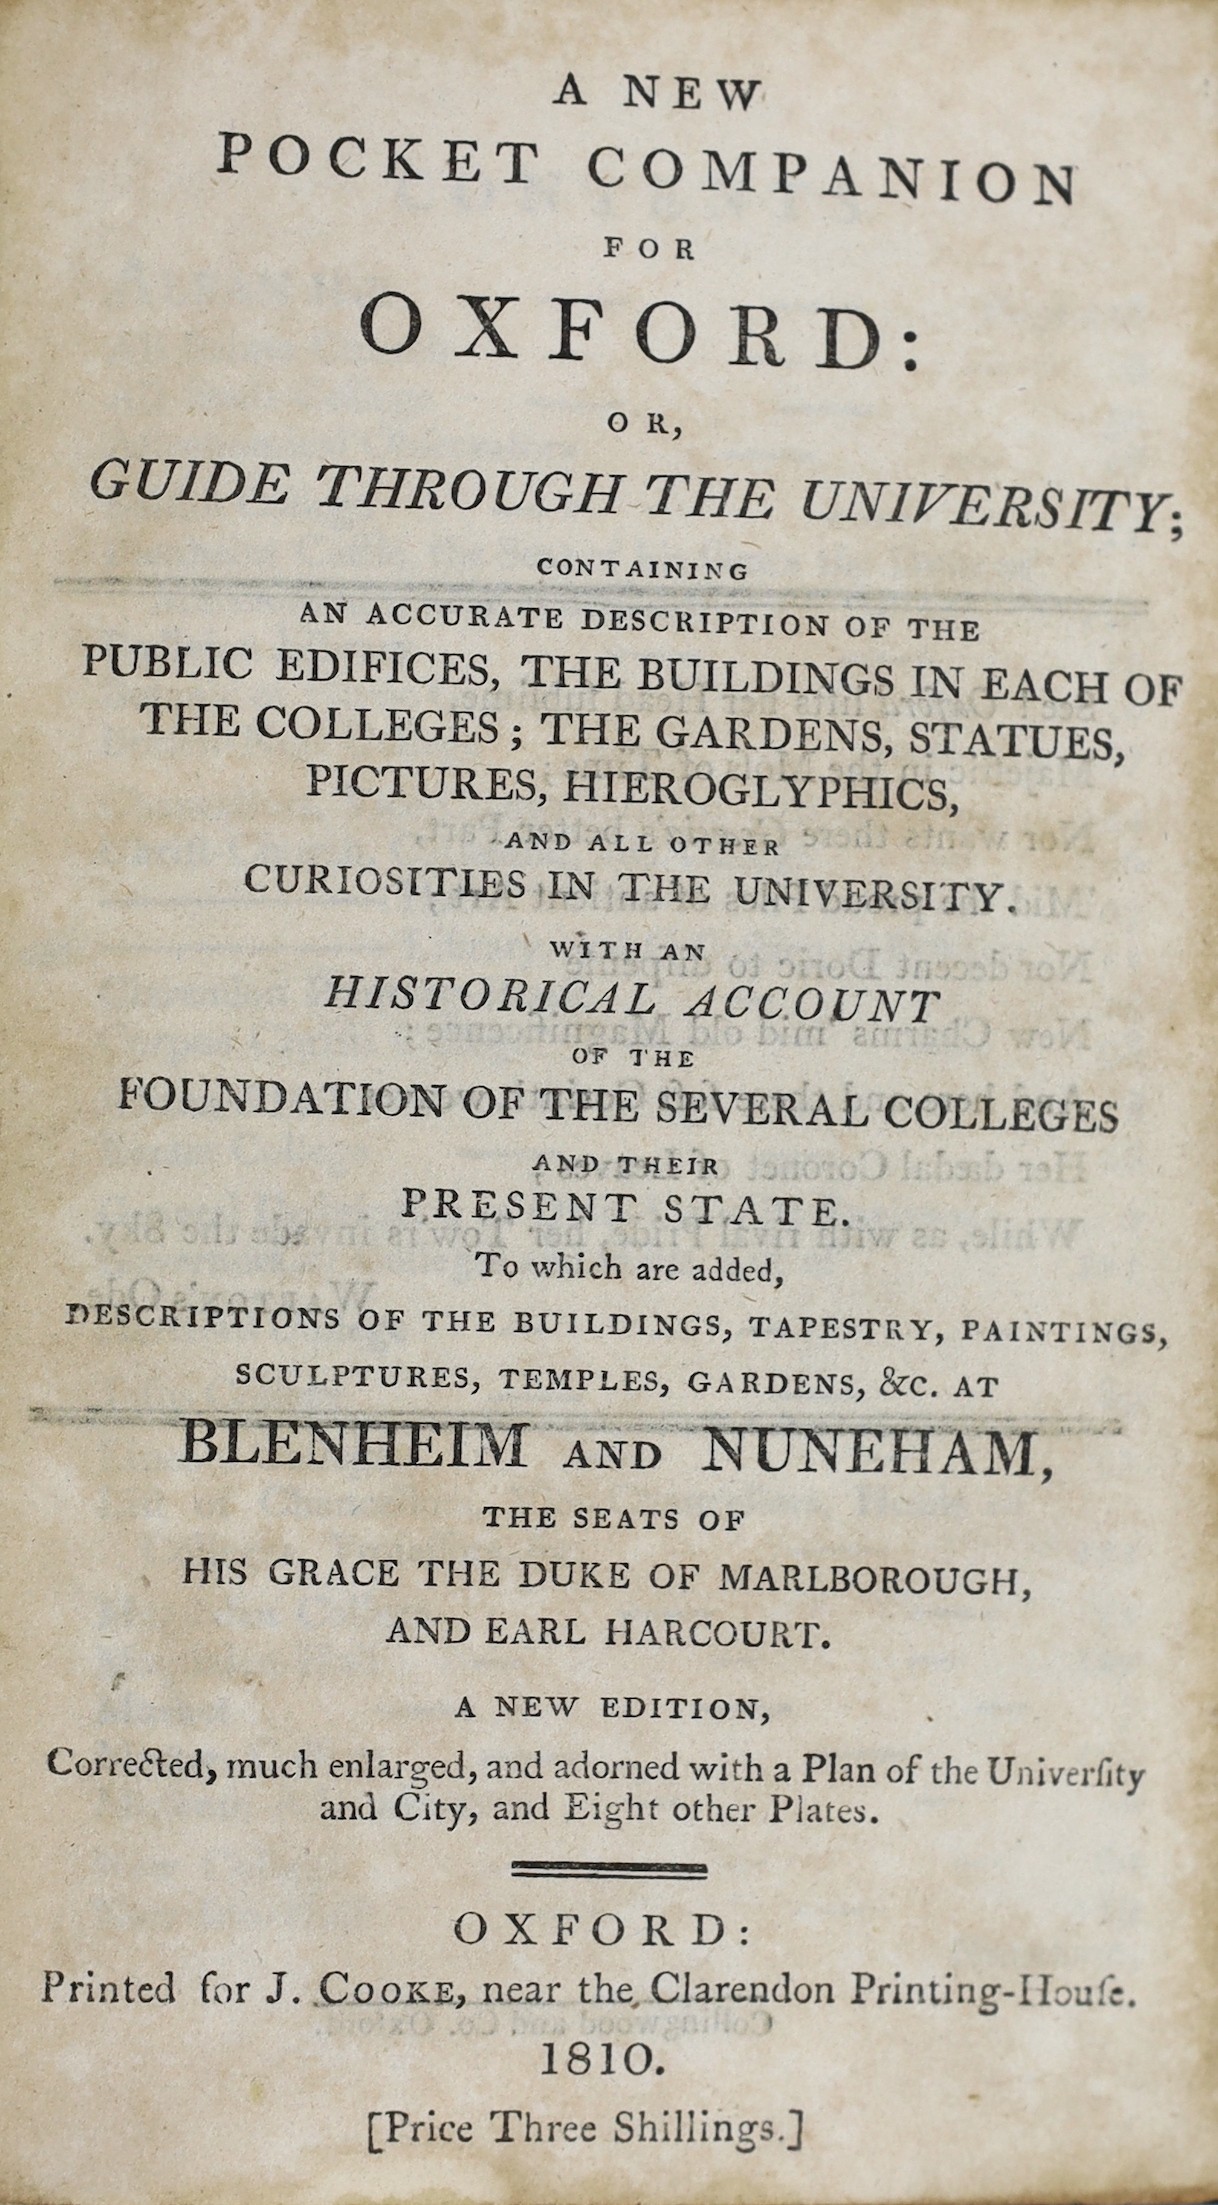 A NEW
POCKET COMPANION
FOR
OXFORD:
OR,
GUIDE THROUGH THE UNIVERSITY;
CONTAINING
AN ACCURATE DESCRIPTION OF THE
PUBLIC EDIFICES, THE BUILDINGS IN EACH OF
THE COLLEGES; THE GARDENS, STATUES,
PICTURES, HIEROGLYPHICS,
AND ALL OTHER
CURIOSITIES IN THE UNIVERSITY.
WITH AN
HISTORICAL ACCOUNT
OF THE
FOUNDATION OF THE SEVERAL COLLEGES
AND THEIR
PRESENT STATE.
To which are added,
DESCRIPTIONS OF THE BUILDINGS, TAPESTRY, PAINTINGS,
SCULPTURES, TEMPLES, GARDENS, &C. AT
BLENHEIM AND NUNEHAM,
THE SEATS OF
HIS GRACE THE DUKE OF MARLBOROUGH,
AND EARL HARCOURT.
A NEW EDITION,
Corrected, much enlarged, and adorned with a Plan of the Univerſity
and City, and Eight other Plates.
OXFORD:
Printed for J. COOKE, near the Clarendon Printing-Houſe.
1810.
[Price Three Shillings.]